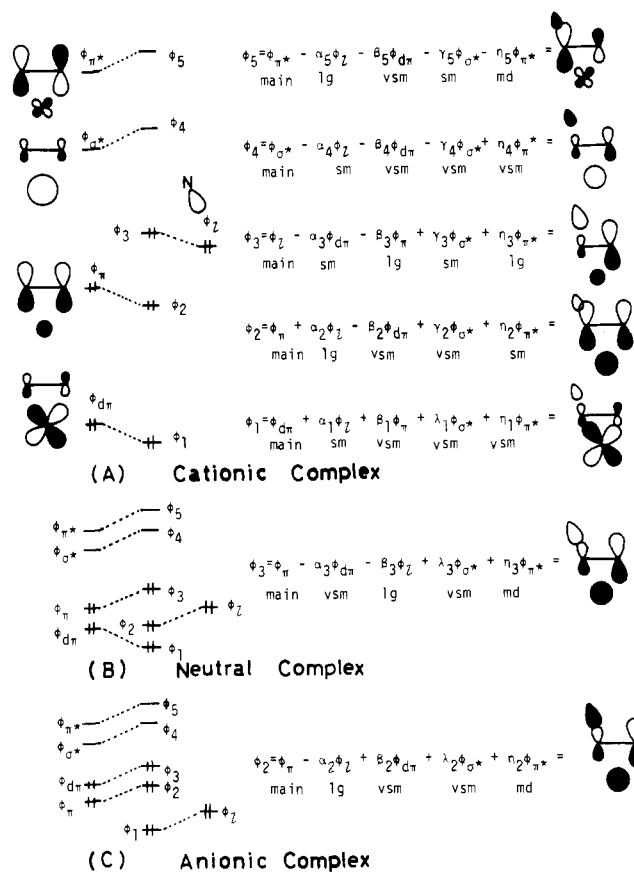 ϕπ* ϕ5 ϕ5=ϕπ* - α5ϕl - β5ϕdπ - γ5ϕσ* - η5ϕπ* =
main lg vsm sm md
ϕσ* ϕ4 ϕ4=ϕσ* - α4ϕl - β4ϕdπ - γ4ϕσ* + η4ϕπ* =
main sm vsm vsm vsm
N
ϕl
ϕ3 ϕ3=ϕl - α3ϕdπ - β3ϕπ + γ3ϕσ* + η3ϕπ* =
main sm lg sm lg
ϕπ
ϕ2 ϕ2=ϕπ + α2ϕl - β2ϕdπ + γ2ϕσ* + η2ϕπ* =
main lg vsm vsm sm
ϕdπ
ϕ1 ϕ1=ϕdπ + α1ϕl + β1ϕπ + λ1ϕσ* + η1ϕπ* =
main sm vsm vsm vsm
(A) Cationic Complex
ϕ5
ϕπ* ϕ4
ϕσ*
ϕπ ϕ3 ϕ3=ϕπ - α3ϕdπ - β3ϕl + λ3ϕσ* + η3ϕπ* =
main vsm lg vsm md
ϕl
ϕdπ ϕ2
ϕ1
(B) Neutral Complex
ϕ5
ϕπ* ϕ4
ϕσ*
ϕ2=ϕπ - α2ϕl + β2ϕdπ + λ2ϕσ* + η2ϕπ* =
main lg vsm vsm md
ϕdπ ϕ3
ϕπ ϕ2
ϕl
ϕ1
(C) Anionic Complex